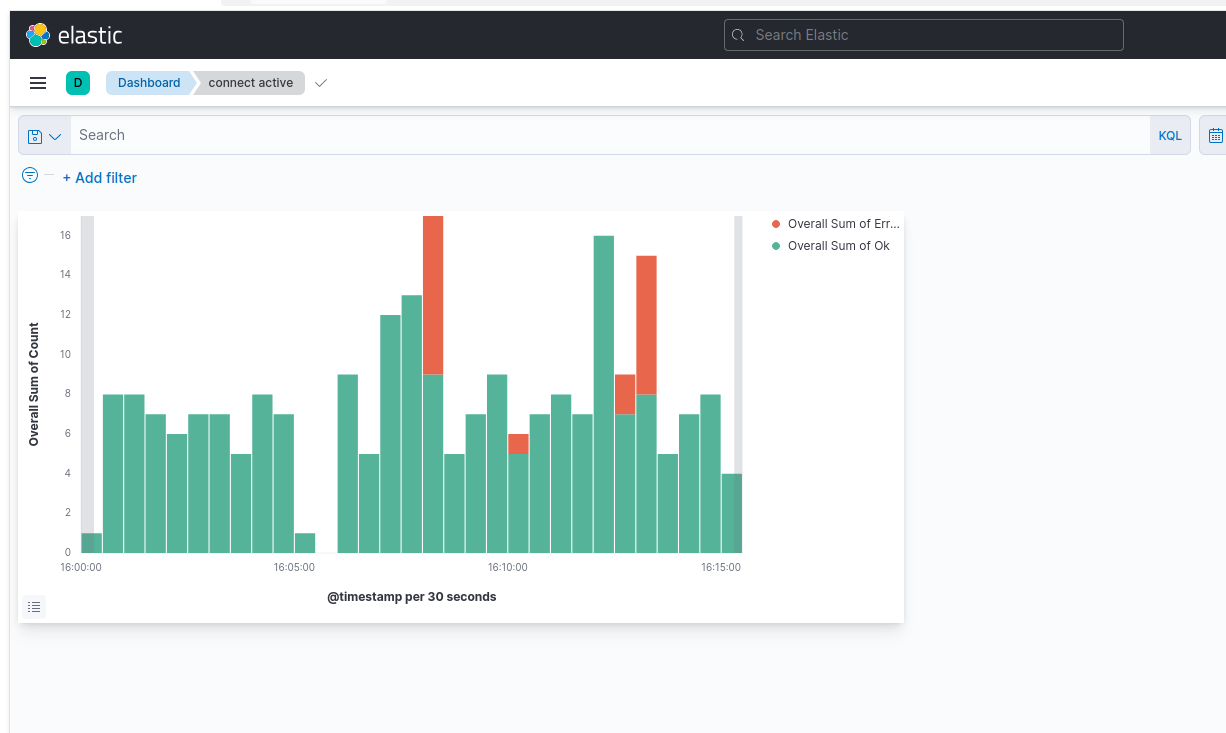 elastic
Search Elastic
D
Dashboard
connect active
Search
KQL
+ Add filter
Overall Sum of Err...
Overall Sum of Ok
Overall Sum of Count
16
14
12
10
8
6
4
2
0
16:00:00
16:05:00
16:10:00
16:15:00
@timestamp per 30 seconds